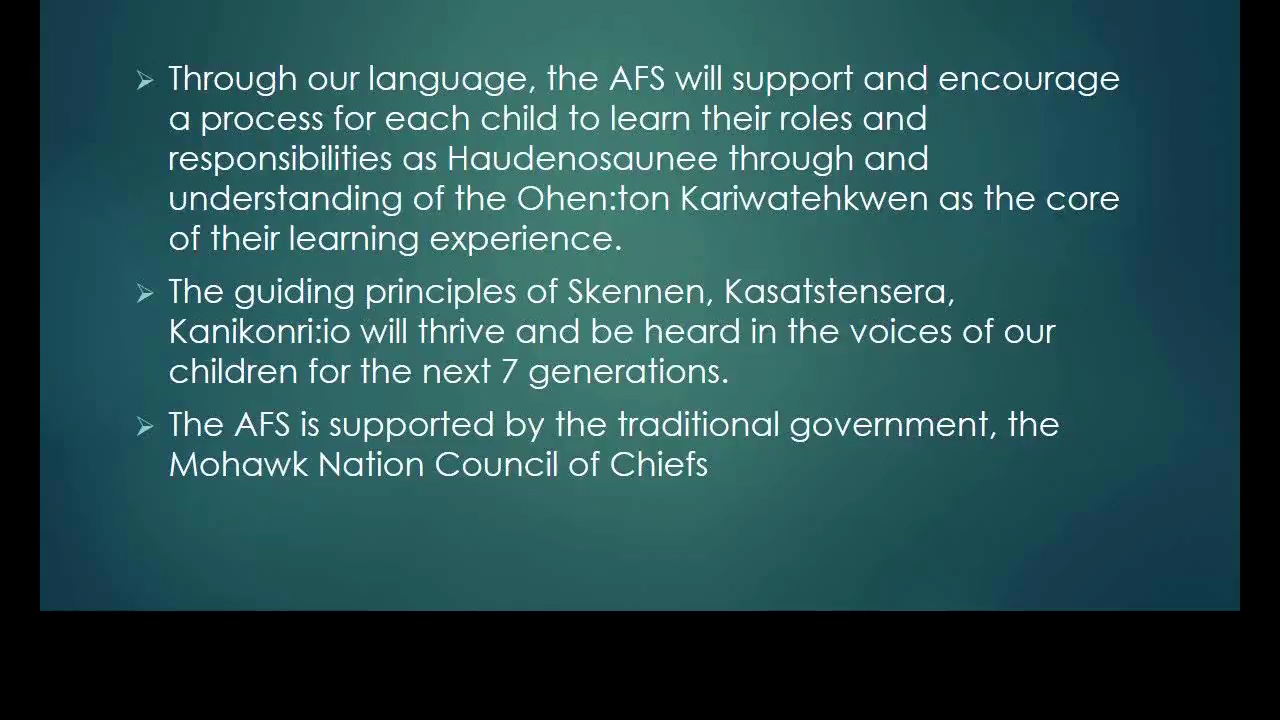 Through our language, the AFS will support and encourage
a process for each child to learn their roles and
responsibilities as Haudenosaunee through and
understanding of the Ohen:ton Kariwatehkwen as the core
of their learning experience.
The guiding principles of Skennen, Kasatstensera,
Kanikonri:io will thrive and be heard in the voices of our
children for the next 7 generations.
The AFS is supported by the traditional government, the
Mohawk Nation Council of Chiefs